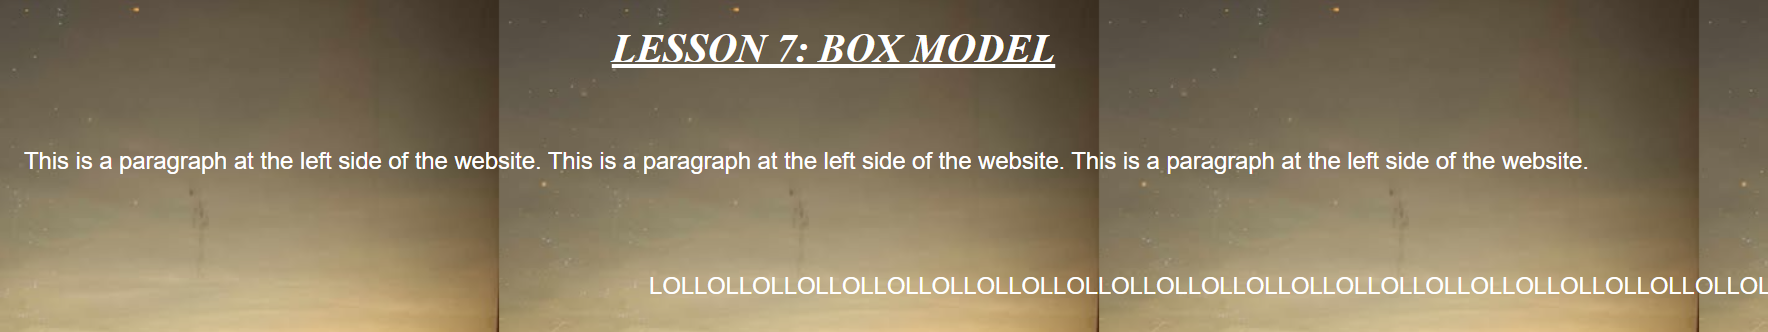 LESSON 7: BOX MODEL
This is a paragraph at the left side of the website. This is a paragraph at the left side of the website. This is a paragraph at the left side of the website.
LOLLOLLOLLOLLOLLOLLOLLOLLOLLOLLOLLOLLOLLOLLOLLOLLOLLOLLOLLOLLOLLOLLOLLOLLOL